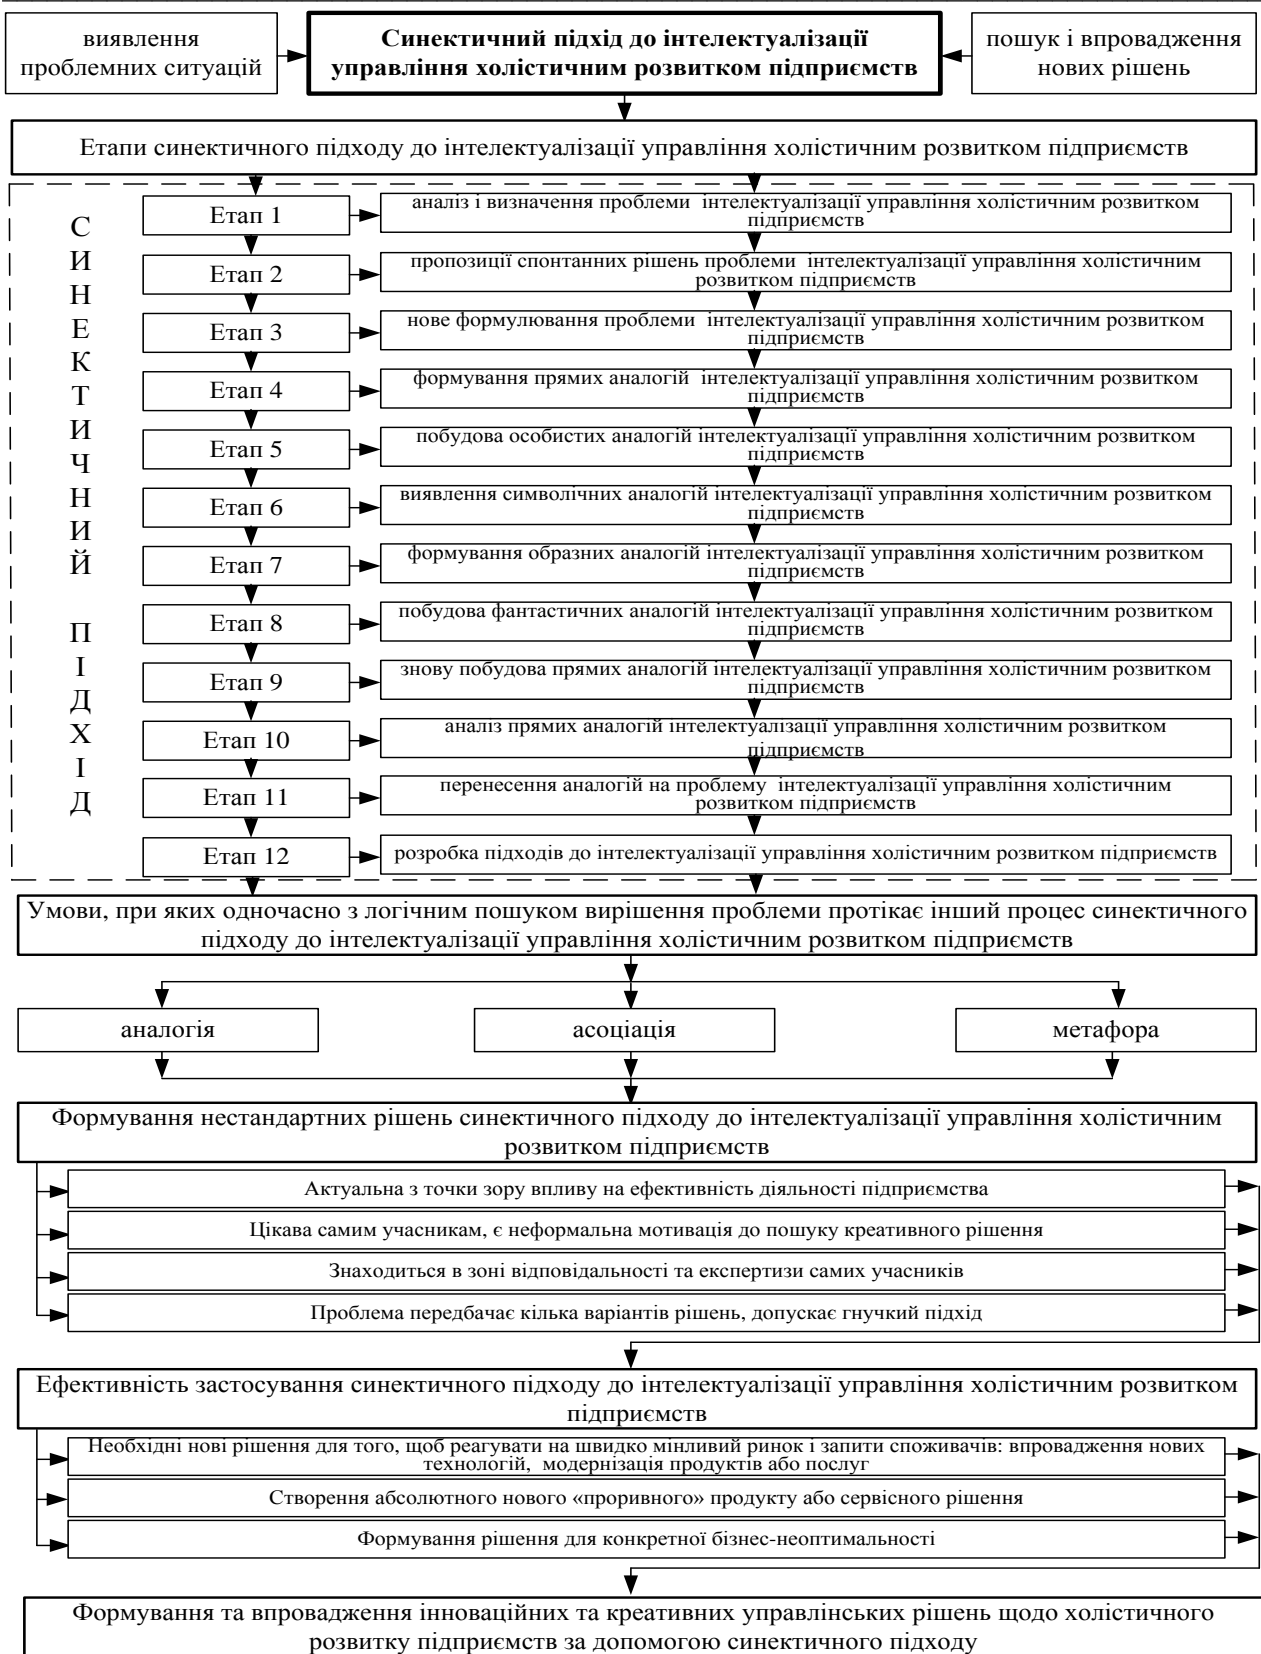 виявлення
проблемних ситуацій
Синектичний підхід до інтелектуалізації
управління холістичним розвитком підприємств
пошук і впровадження
нових рішень
Етапи синектичного підходу до інтелектуалізації управління холістичним розвитком підприємств
СИНЕКТИЧНИЙ ПІДХІД
Етап 1
аналіз і визначення проблеми інтелектуалізації управління холістичним розвитком
підприємств
Етап 2
пропозиції спонтанних рішень проблеми інтелектуалізації управління холістичним
розвитком підприємств
Етап 3
нове формулювання проблеми інтелектуалізації управління холістичним розвитком
підприємств
Етап 4
формування прямих аналогій інтелектуалізації управління холістичним розвитком
підприємств
Етап 5
побудова особистих аналогій інтелектуалізації управління холістичним розвитком
підприємств
Етап 6
виявлення символічних аналогій інтелектуалізації управління холістичним розвитком
підприємств
Етап 7
формування образних аналогій інтелектуалізації управління холістичним розвитком
підприємств
Етап 8
побудова фантастичних аналогій інтелектуалізації управління холістичним розвитком
підприємств
Етап 9
знову побудова прямих аналогій інтелектуалізації управління холістичним розвитком
підприємств
Етап 10
аналіз прямих аналогій інтелектуалізації управління холістичним розвитком
підприємств
Етап 11
перенесення аналогій на проблему інтелектуалізації управління холістичним
розвитком підприємств
Етап 12
розробка підходів до інтелектуалізації управління холістичним розвитком підприємств
Умови, при яких одночасно з логічним пошуком вирішення проблеми протікає інший процес синектичного
підходу до інтелектуалізації управління холістичним розвитком підприємств
аналогія
асоціація
метафора
Формування нестандартних рішень синектичного підходу до інтелектуалізації управління холістичним
розвитком підприємств
Актуальна з точки зору впливу на ефективність діяльності підприємства
Цікава самим учасникам, є неформальна мотивація до пошуку креативного рішення
Знаходиться в зоні відповідальності та експертизи самих учасників
Проблема передбачає кілька варіантів рішень, допускає гнучкий підхід
Ефективність застосування синектичного підходу до інтелектуалізації управління холістичним розвитком
підприємств
Необхідні нові рішення для того, щоб реагувати на швидко мінливий ринок і запити споживачів: впровадження нових
технологій, модернізація продуктів або послуг
Створення абсолютного нового «проривного» продукту або сервісного рішення
Формування рішення для конкретної бізнес-неоптимальності
Формування та впровадження інноваційних та креативних управлінських рішень щодо холістичного
розвитку підприємств за допомогою синектичного підходу